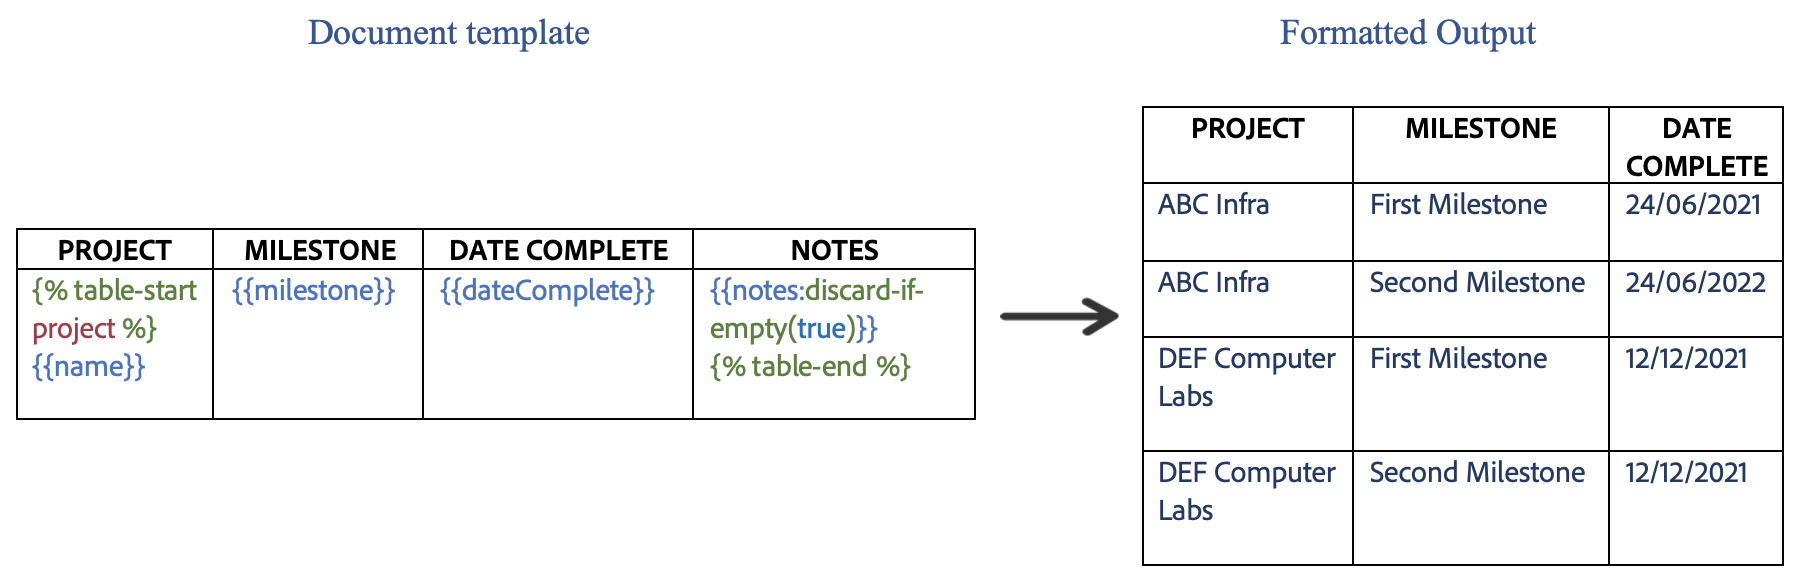 Document template
Formatted Output
PROJECT MILESTONE DATE COMPLETE NOTES
{% table-start
project %}
{{name}}
{{milestone}}
{{dateComplete}}
{{notes:discard-if-
empty(true)}}
{% table-end %}
PROJECT MILESTONE DATE
COMPLETE
ABC Infra First Milestone 24/06/2021
ABC Infra Second Milestone 24/06/2022
DEF Computer
Labs
First Milestone 12/12/2021
DEF Computer
Labs
Second Milestone 12/12/2021